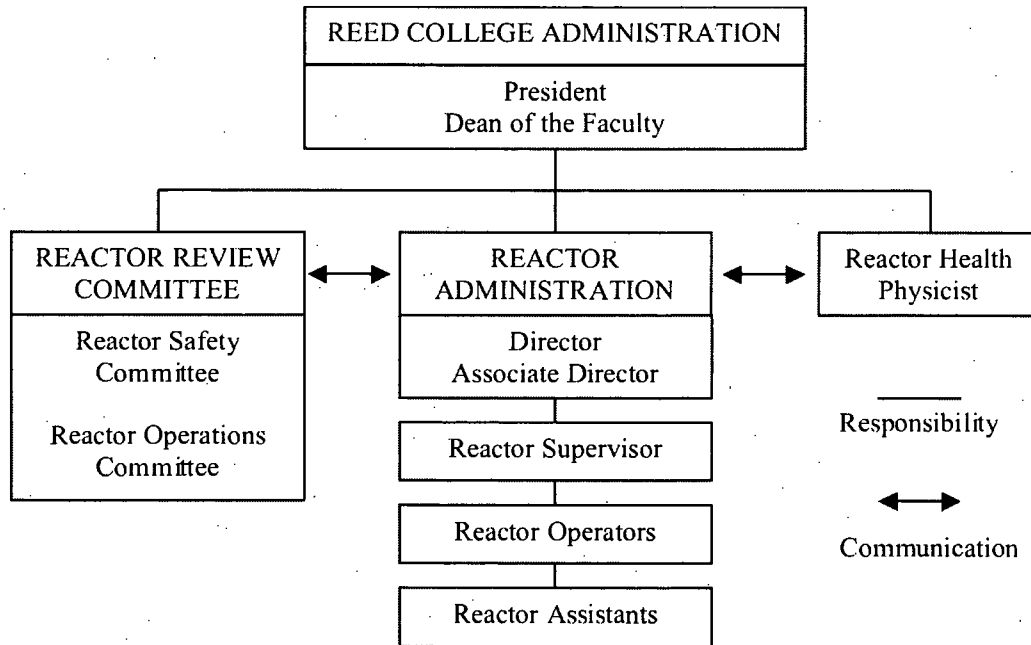 REED COLLEGE ADMINISTRATION
President
Dean of the Faculty
REACTOR REVIEW
COMMITTEE
Reactor Safety
Committee
Reactor Operations
Committee
REACTOR
ADMINISTRATION
Director
Associate Director
Reactor Supervisor
Reactor Operators
Reactor Assistants
Reactor Health
Physicist
Responsibility
Communication